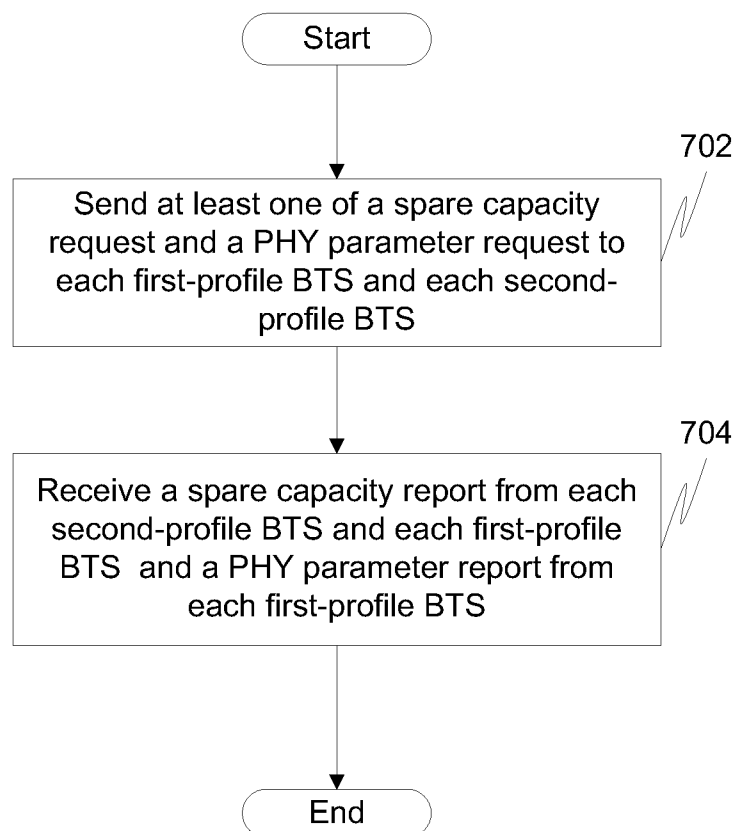 Start
702
Send at least one of a spare capacity
request and a PHY parameter request to
each first-profile BTS and each second-
profile BTS
704
Receive a spare capacity report from each
second-profile BTS and each first-profile
BTS and a PHY parameter report from
each first-profile BTS
End